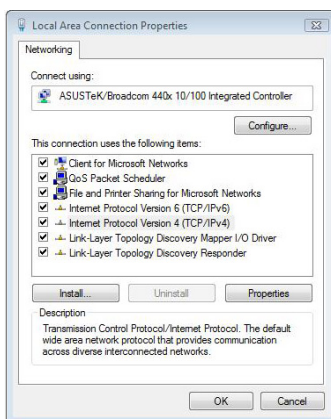 Local Area Connection Properties
Networking
Connect using:
ASUSTeK/Broadcom 440x 10/100 Integrated Controller
Configure...
This connection uses the following items:
Client for Microsoft Networks
QoS Packet Scheduler
File and Printer Sharing for Microsoft Networks
Internet Protocol Version 6 (TCP/IPv6)
Internet Protocol Version 4 (TCP/IPv4)
Link-Layer Topology Discovery Mapper I/O Driver
Link-Layer Topology Discovery Responder
Install... Uninstall Properties
Description
Transmission Control Protocol/Internet Protocol. The default
wide area network protocol that provides communication
across diverse interconnected networks.
OK Cancel